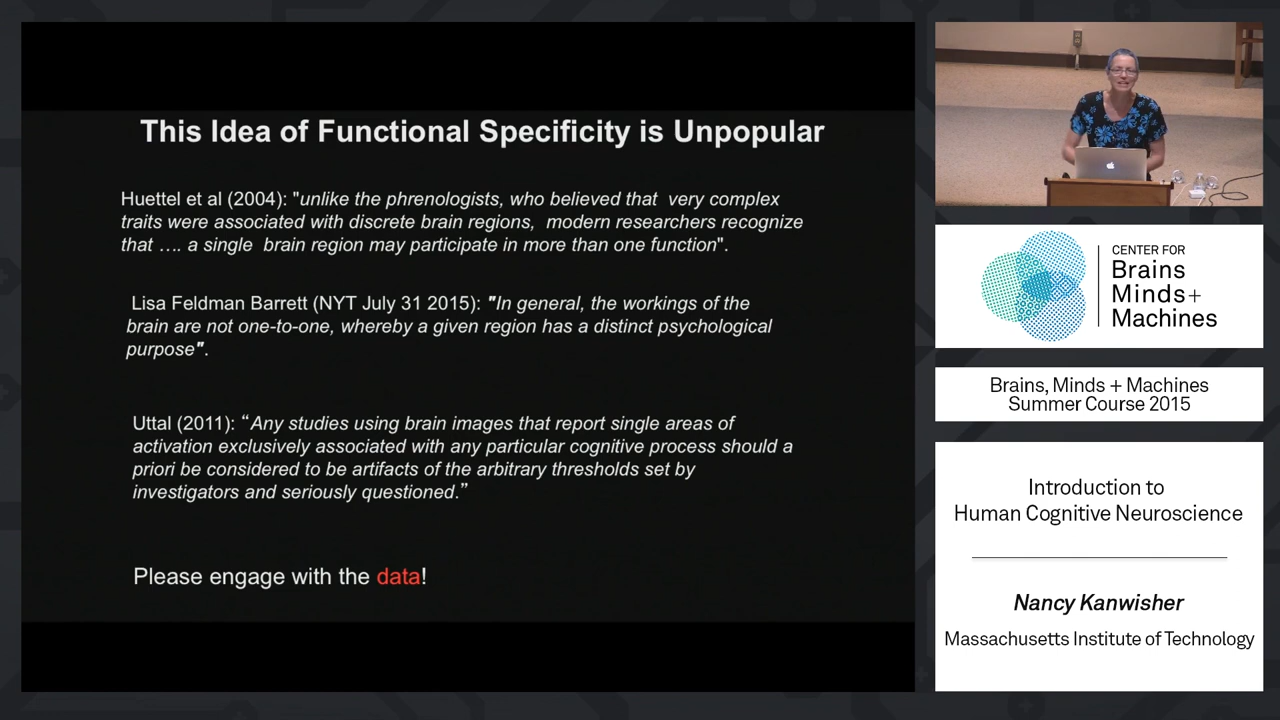 This Idea of Functional Specificity is Unpopular
Huettel et al (2004): "unlike the phrenologists, who believed that very complex
traits were associated with discrete brain regions, modern researchers recognize
that .... a single brain region may participate in more than one function".
Lisa Feldman Barrett (NYT July 31 2015): "In general, the workings of the
brain are not one-to-one, whereby a given region has a distinct psychological
purpose".
Uttal (2011): “Any studies using brain images that report single areas of
activation exclusively associated with any particular cognitive process should a
priori be considered to be artifacts of the arbitrary thresholds set by
investigators and seriously questioned.”
Please engage with the data!
CENTER FOR
Brains
Minds+
Machines
Brains, Minds + Machines
Summer Course 2015
Introduction to
Human Cognitive Neuroscience
Nancy Kanwisher
Massachusetts Institute of Technology